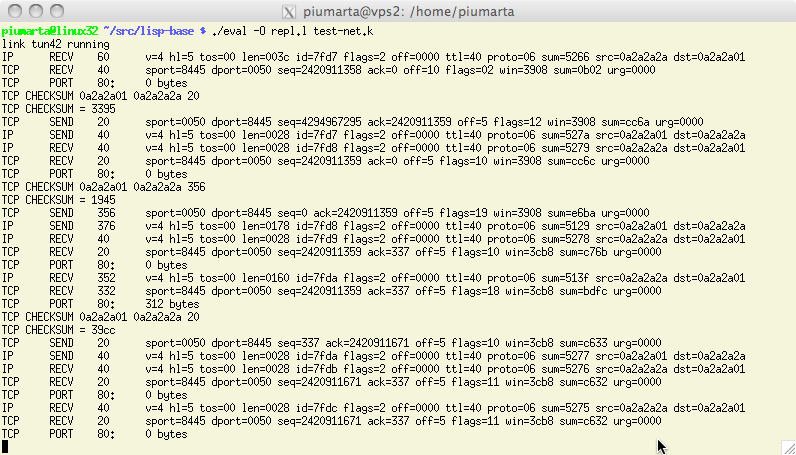 piumarta@vps2: /home/piumarta
piumarta@linux32 ~/src/lisp-base $ ./eval -O repl.l test-net.k
link tun42 running
IP RECV 60 v=4 hl=5 tos=00 len=003c id=7fd7 flags=2 off=0000 ttl=40 proto=06 sum=5266 src=0a2a2a2a dst=0a2a2a01
TCP RECV 40 sport=8445 dport=0050 seq=2420911358 ack=0 off=10 flags=02 win=3908 sum=0b02 urg=0000
TCP PORT 80: 0 bytes
TCP CHECKSUM 0a2a2a01 0a2a2a2a 20
TCP CHECKSUM = 3395
TCP SEND 20 sport=0050 dport=8445 seq=4294967295 ack=2420911359 off=5 flags=12 win=3908 sum=cc6a urg=0000
IP SEND 40 v=4 hl=5 tos=00 len=0028 id=7fd7 flags=2 off=0000 ttl=40 proto=06 sum=527a src=0a2a2a01 dst=0a2a2a2a
IP RECV 40 v=4 hl=5 tos=00 len=0028 id=7fd8 flags=2 off=0000 ttl=40 proto=06 sum=5279 src=0a2a2a2a dst=0a2a2a01
TCP RECV 20 sport=8445 dport=0050 seq=2420911359 ack=0 off=5 flags=10 win=3908 sum=cc6c urg=0000
TCP PORT 80: 0 bytes
TCP CHECKSUM 0a2a2a01 0a2a2a2a 356
TCP CHECKSUM = 1945
TCP SEND 356 sport=0050 dport=8445 seq=0 ack=2420911359 off=5 flags=19 win=3908 sum=e6ba urg=0000
IP SEND 376 v=4 hl=5 tos=00 len=0178 id=7fd8 flags=2 off=0000 ttl=40 proto=06 sum=5129 src=0a2a2a01 dst=0a2a2a2a
IP RECV 40 v=4 hl=5 tos=00 len=0028 id=7fd9 flags=2 off=0000 ttl=40 proto=06 sum=5278 src=0a2a2a2a dst=0a2a2a01
TCP RECV 20 sport=8445 dport=0050 seq=2420911359 ack=337 off=5 flags=10 win=3cb8 sum=c76b urg=0000
TCP PORT 80: 0 bytes
IP RECV 352 v=4 hl=5 tos=00 len=0160 id=7fda flags=2 off=0000 ttl=40 proto=06 sum=513f src=0a2a2a2a dst=0a2a2a01
TCP RECV 332 sport=8445 dport=0050 seq=2420911359 ack=337 off=5 flags=18 win=3cb8 sum=bdfc urg=0000
TCP PORT 80: 312 bytes
TCP CHECKSUM 0a2a2a01 0a2a2a2a 20
TCP CHECKSUM = 39cc
TCP SEND 20 sport=0050 dport=8445 seq=337 ack=2420911671 off=5 flags=10 win=3cb8 sum=c633 urg=0000
IP SEND 40 v=4 hl=5 tos=00 len=0028 id=7fda flags=2 off=0000 ttl=40 proto=06 sum=5277 src=0a2a2a01 dst=0a2a2a2a
IP RECV 40 v=4 hl=5 tos=00 len=0028 id=7fdb flags=2 off=0000 ttl=40 proto=06 sum=5276 src=0a2a2a2a dst=0a2a2a01
TCP RECV 20 sport=8445 dport=0050 seq=2420911671 ack=337 off=5 flags=11 win=3cb8 sum=c632 urg=0000
TCP PORT 80: 0 bytes
IP RECV 40 v=4 hl=5 tos=00 len=0028 id=7fdc flags=2 off=0000 ttl=40 proto=06 sum=5275 src=0a2a2a2a dst=0a2a2a01
TCP RECV 20 sport=8445 dport=0050 seq=2420911671 ack=337 off=5 flags=11 win=3cb8 sum=c632 urg=0000
TCP PORT 80: 0 bytes